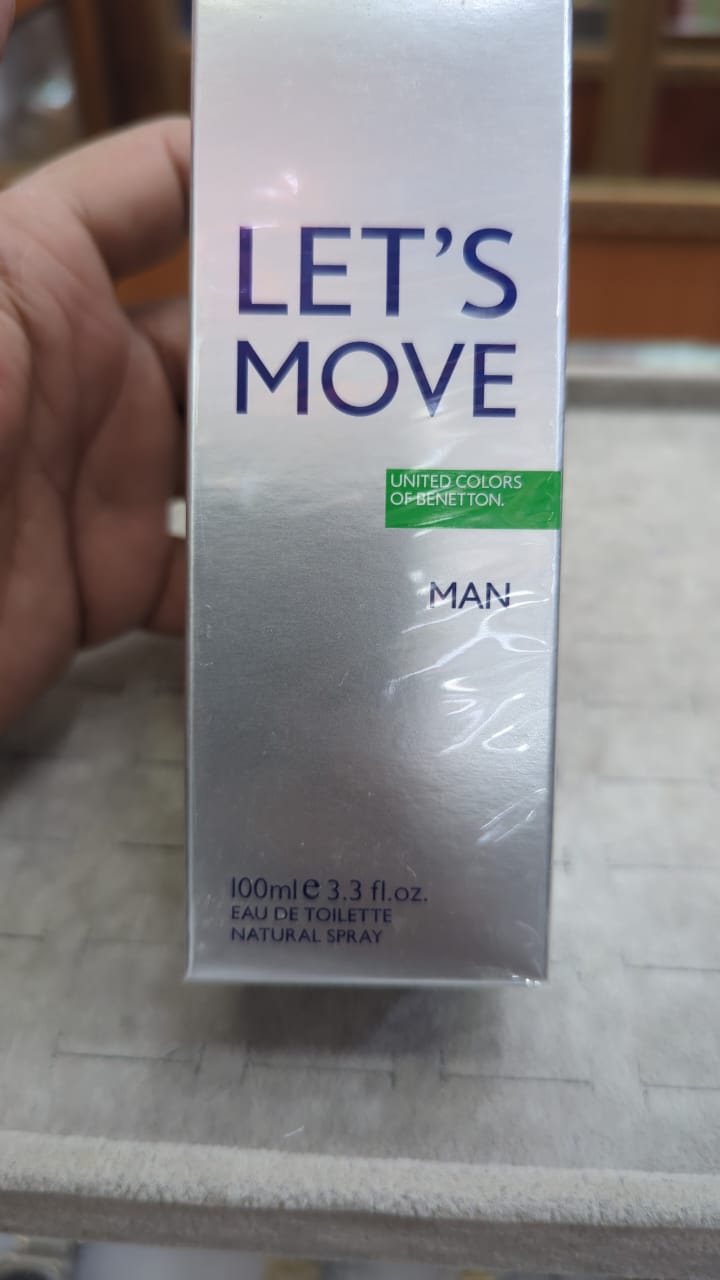 LET'S
MOVE
UNITED COLORS
OF BENETTON.
MAN
100ml e 3.3 fl.oz.
EAU DE TOILETTE
NATURAL SPRAY